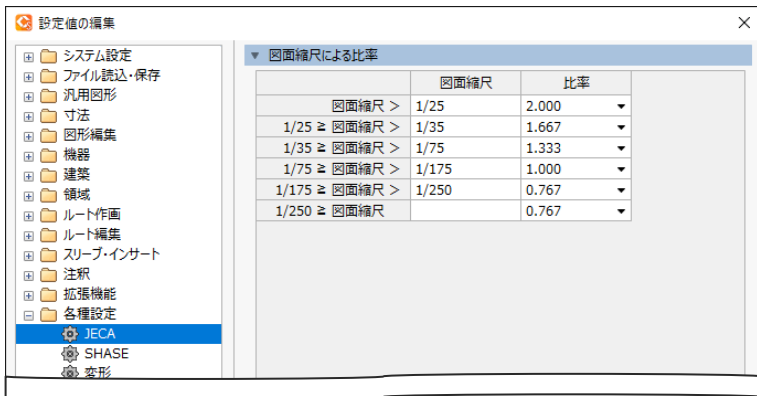 設定値の編集
システム設定
ファイル読込・保存
汎用図形
寸法
図形編集
機器
建築
領域
ルート作画
ルート編集
スリーブ・インサート
注釈
拡張機能
各種設定
JECA
SHASE
変形
図面縮尺による比率
図面縮尺 比率
図面縮尺 > 1/25 2.000
1/25 ≧ 図面縮尺 > 1/35 1.667
1/35 ≧ 図面縮尺 > 1/75 1.333
1/75 ≧ 図面縮尺 > 1/175 1.000
1/175 ≧ 図面縮尺 > 1/250 0.767
1/250 ≧ 図面縮尺 0.767